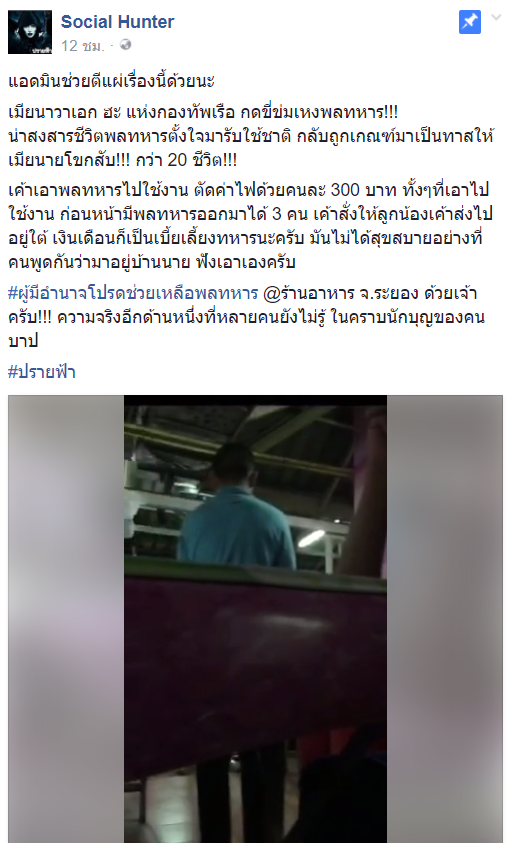 Social Hunter
12 ชม. ·
ปรายฟ้า
แอดมินช่วยตีแผ่เรื่องนี้ด้วยนะ
เมียนาวาเอก ฮะ แห่งกองทัพเรือ กดขี่ข่มเหงพลทหาร!!!
น่าสงสารชีวิตพลทหารตั้งใจมารับใช้ชาติ กลับถูกเกณฑ์มาเป็นทาสให้
เมียนายโขกสับ!!! กว่า 20 ชีวิต!!!
เค้าเอาพลทหารไปใช้งาน ตัดค่าไฟด้วยคนละ 300 บาท ทั้งๆที่เอาไป
ใช้งาน ก่อนหน้ามีพลทหารออกมาได้ 3 คน เค้าสั่งให้ลูกน้องเค้าส่งไป
อยู่ใต้ เงินเดือนก็เป็นเบี้ยเลี้ยงทหารนะครับ มันไม่ได้สุขสบายอย่างที่
คนพูดกันว่ามาอยู่บ้านนาย ฟังเอาเองครับ
#ผู้มีอำนาจโปรดช่วยเหลือพลทหาร @ร้านอาหาร จ.ระยอง ด้วยเจ้า
ครับ!!! ความจริงอีกด้านหนึ่งที่หลายคนยังไม่รู้ ในคราบนักบุญของคน
บาป
#ปรายฟ้า